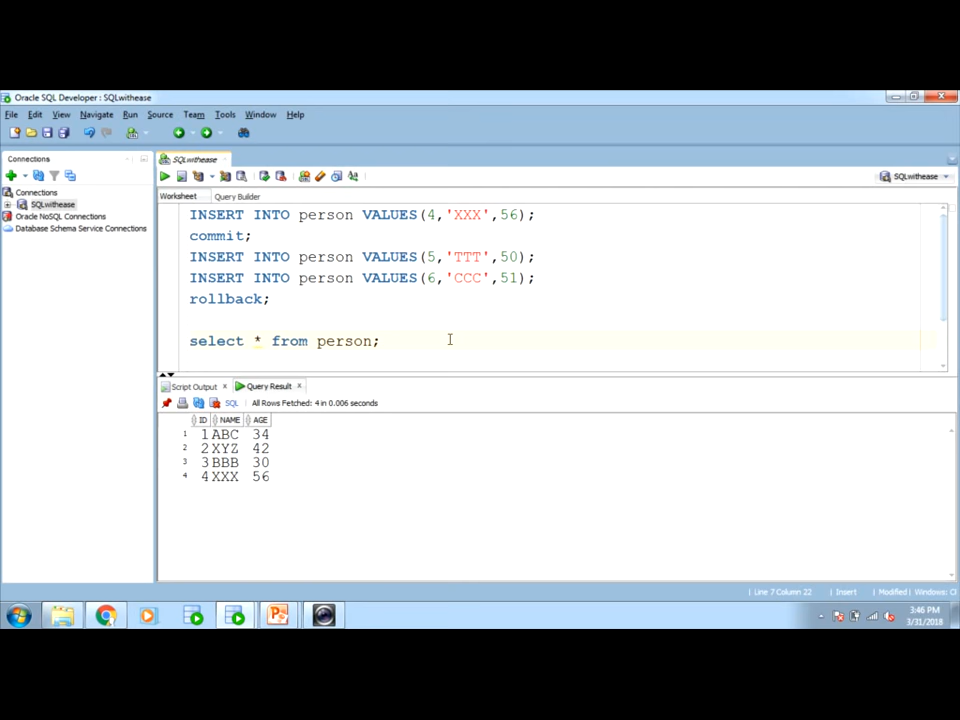 Oracle SQL Developer : SQLwithease
File Edit View Navigate Run Source Team Tools Window Help
Connections
SQLwithease
SQLwithease
Connections
SQLwithease
Oracle NoSQL Connections
Database Schema Service Connections
Worksheet Query Builder
INSERT INTO person VALUES(4,'XXX',56);
commit;
INSERT INTO person VALUES(5,'TTT',50);
INSERT INTO person VALUES(6,'CCC',51);
rollback;
select * from person;
Script Output x Query Result x
SQL All Rows Fetched: 4 in 0.006 seconds
ID NAME AGE
1 1 ABC 34
2 2 XYZ 42
3 3 BBB 30
4 4 XXX 56
Line 7 Column 22 Insert Modified Windows: Cl
3:46 PM
3/31/2018